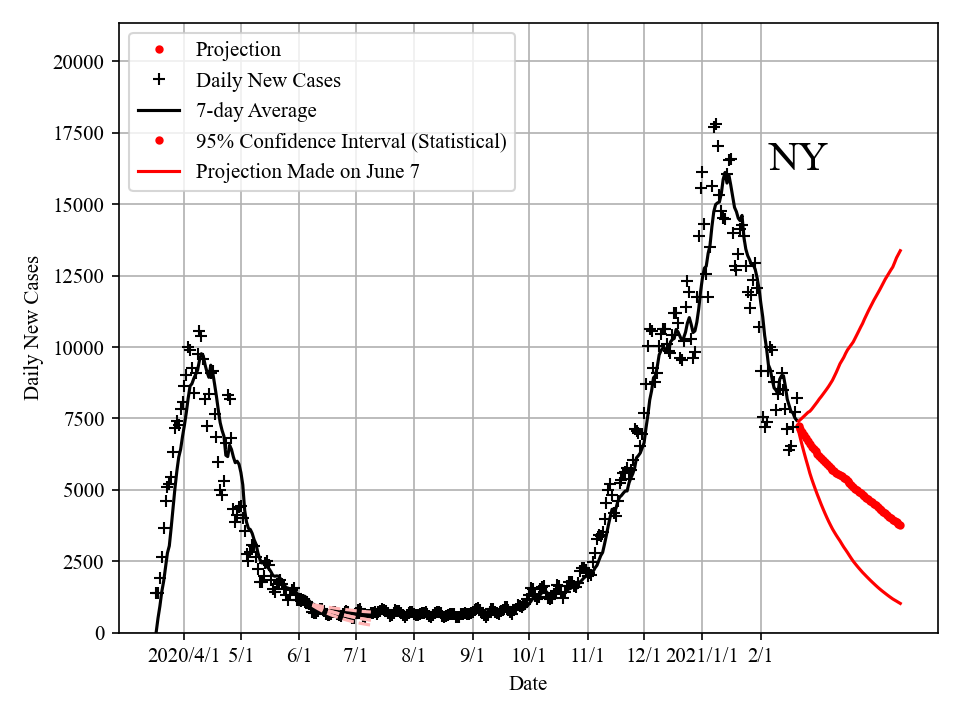 Projection
Daily New Cases
7-day Average
95% Confidence Interval (Statistical)
Projection Made on June 7
NY
20000
17500
15000
12500
10000
7500
5000
2500
0
Daily New Cases
2020/4/1 5/1 6/1 7/1 8/1 9/1 10/1 11/1 12/1 2021/1/1 2/1
Date